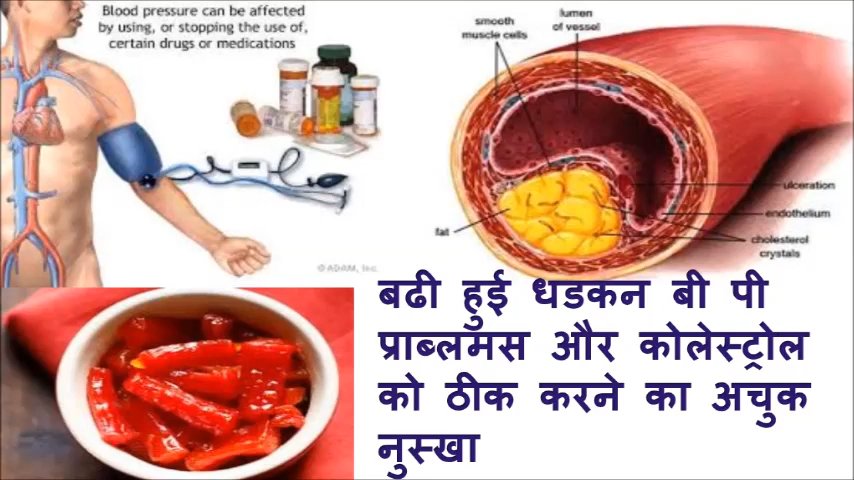 Blood pressure can be affected
by using, or stopping the use of,
certain drugs or medications
©ADAM, Inc.
smooth
muscle cells
lumen
of vessel
ulceration
endothelium
cholesterol
crystals
fat
बढी हुई धडकन बी पी
प्राब्लमस और कोलेस्ट्रोल
को ठीक करने का अचुक
नुस्खा